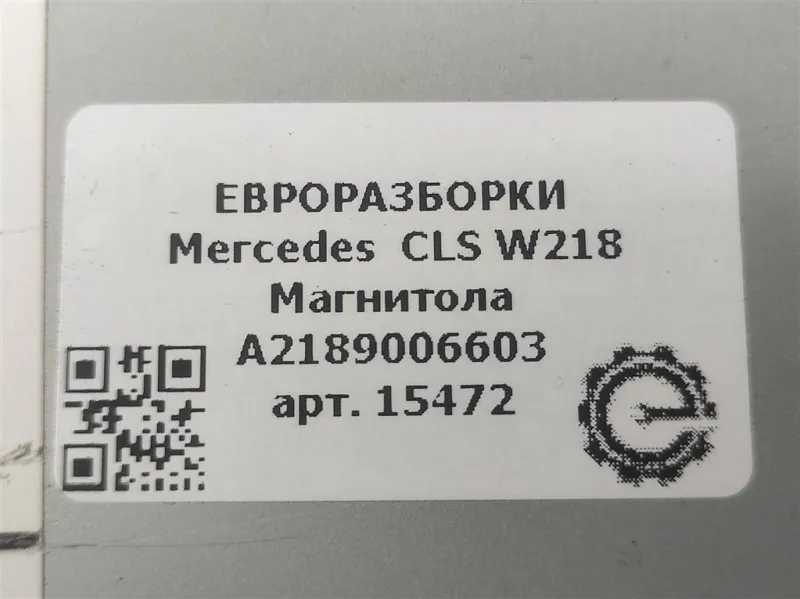 ЕВРОРАЗБОРКИ
Mercedes CLS W218
Магнитола
A2189006603
арт. 15472